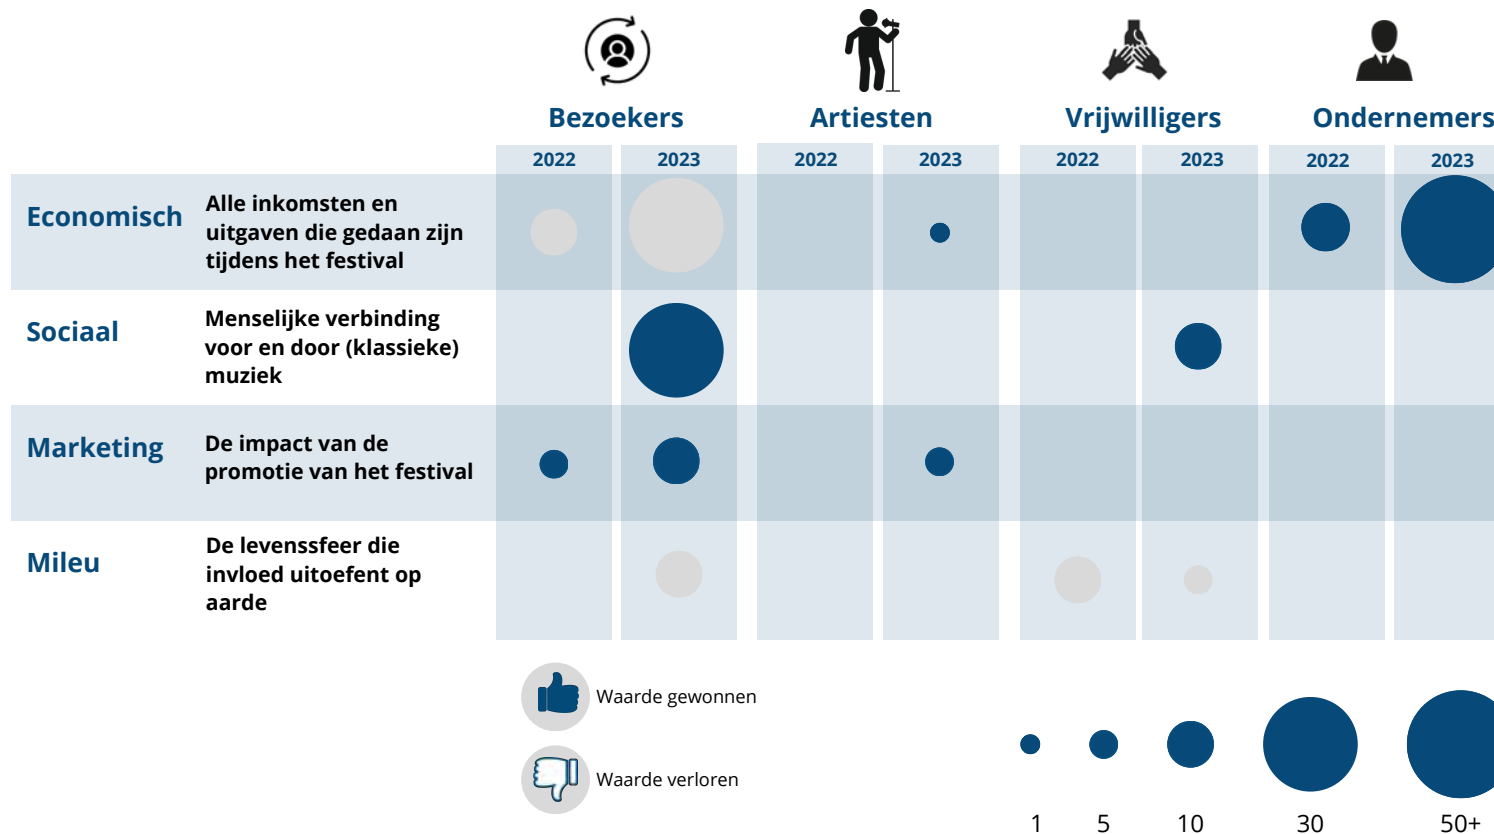 Bezoekers
Artiesten
Vrijwilligers
Ondernemers
2022
2023
2022
2023
2022
2023
2022
2023
Economisch
Alle inkomsten en
uitgaven die gedaan zijn
tijdens het festival
Sociaal
Menselijke verbinding
voor en door (klassieke)
muziek
Marketing
De impact van de
promotie van het festival
Mileu
De levenssfeer die
invloed uitoefent op
aarde
Waarde gewonnen
Waarde verloren
1
5
10
30
50+